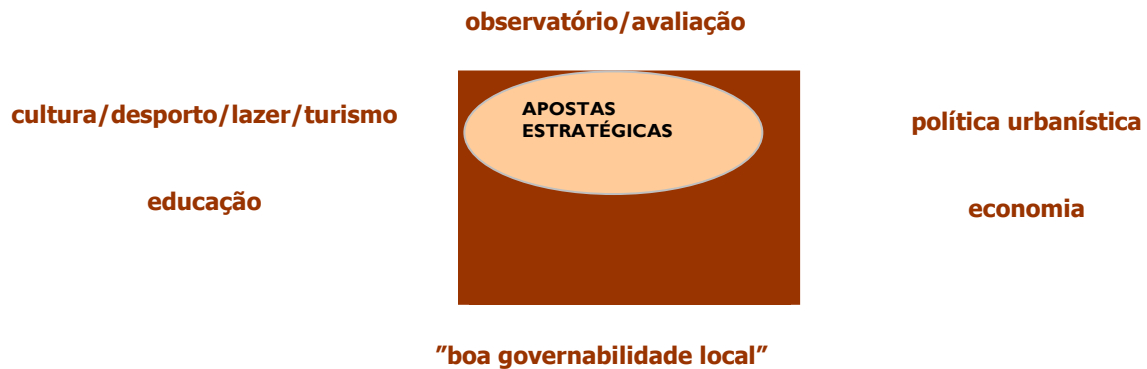 observatório/avaliação
cultura/desporto/lazer/turismo
APOSTAS
ESTRATÉGICAS
política urbanística
educação
economia
”boa governabilidade local”